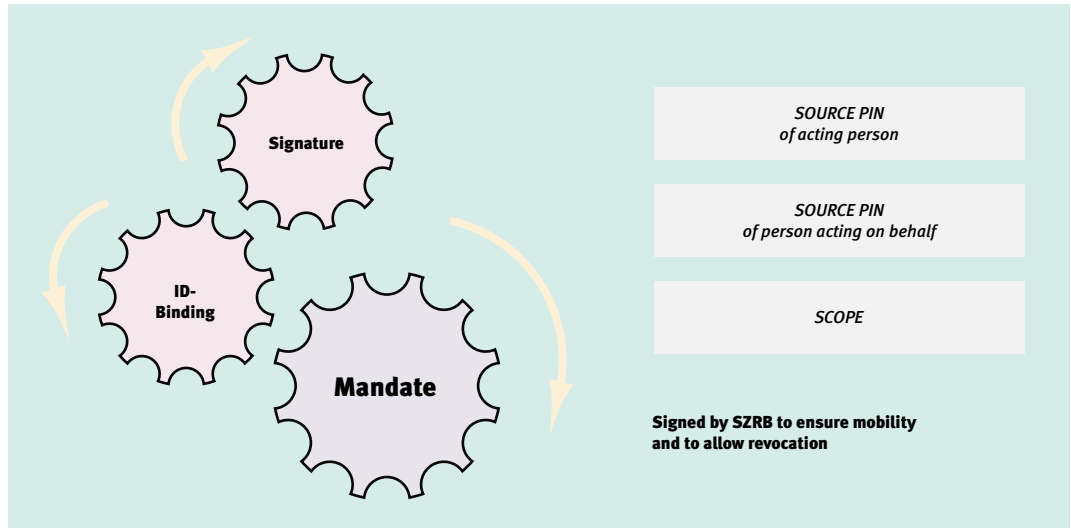 Signature
ID-
Binding
Mandate
SOURCE PIN
of acting person
SOURCE PIN
of person acting on behalf
SCOPE
Signed by SZRB to ensure mobility
and to allow revocation